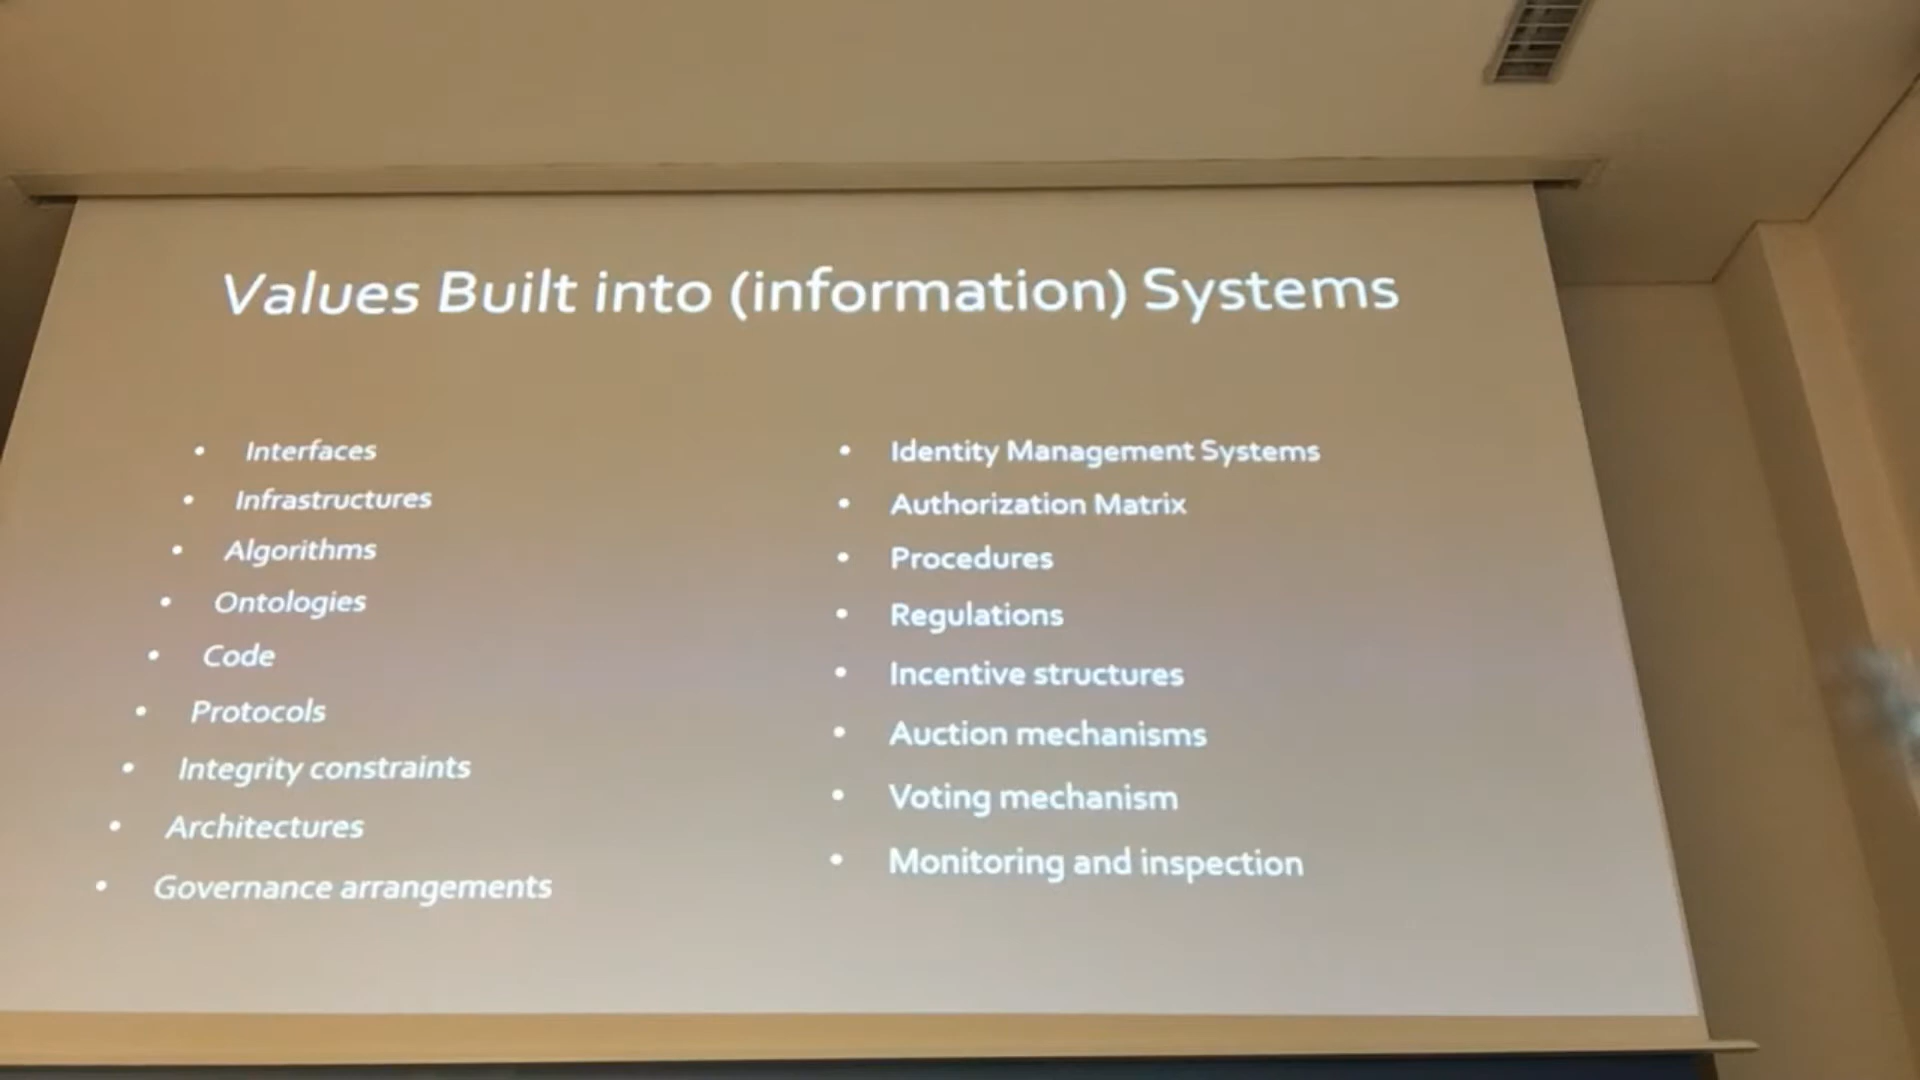 Values Built into (information) Systems
• Interfaces
• Infrastructures
• Algorithms
• Ontologies
• Code
• Protocols
• Integrity constraints
• Architectures
• Governance arrangements
• Identity Management Systems
• Authorization Matrix
• Procedures
• Regulations
• Incentive structures
• Auction mechanisms
• Voting mechanism
• Monitoring and inspection